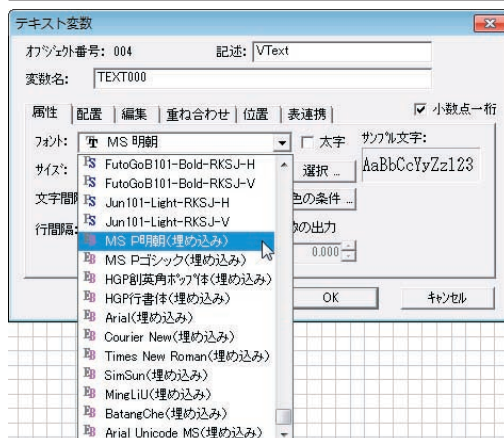 テキスト変数
オブジェクト番号: 004 記述: VText
変数名: TEXT000
属性 配置 編集 重ね合わせ 位置 表連携 小数点一桁
フォント: MS 明朝 太字 サンプル文字:
サイズ: 選択 ... AaBbCcYyZz123
文字間 色の条件 ...
行間隔: の出力
0.000
FutoGoB101-Bold-RKSJ-H
FutoGoB101-Bold-RKSJ-V
Jun101-Light-RKSJ-H
Jun101-Light-RKSJ-V
MS P明朝(埋め込み)
MS Pゴシック(埋め込み)
HGP創英角ポップ体(埋め込み)
HGP行書体(埋め込み)
Arial(埋め込み)
Courier New(埋め込み)
Times New Roman(埋め込み)
SimSun(埋め込み)
MingLiU(埋め込み)
BatangChe(埋め込み)
Arial Unicode MS(埋め込み)
OK キャンセル